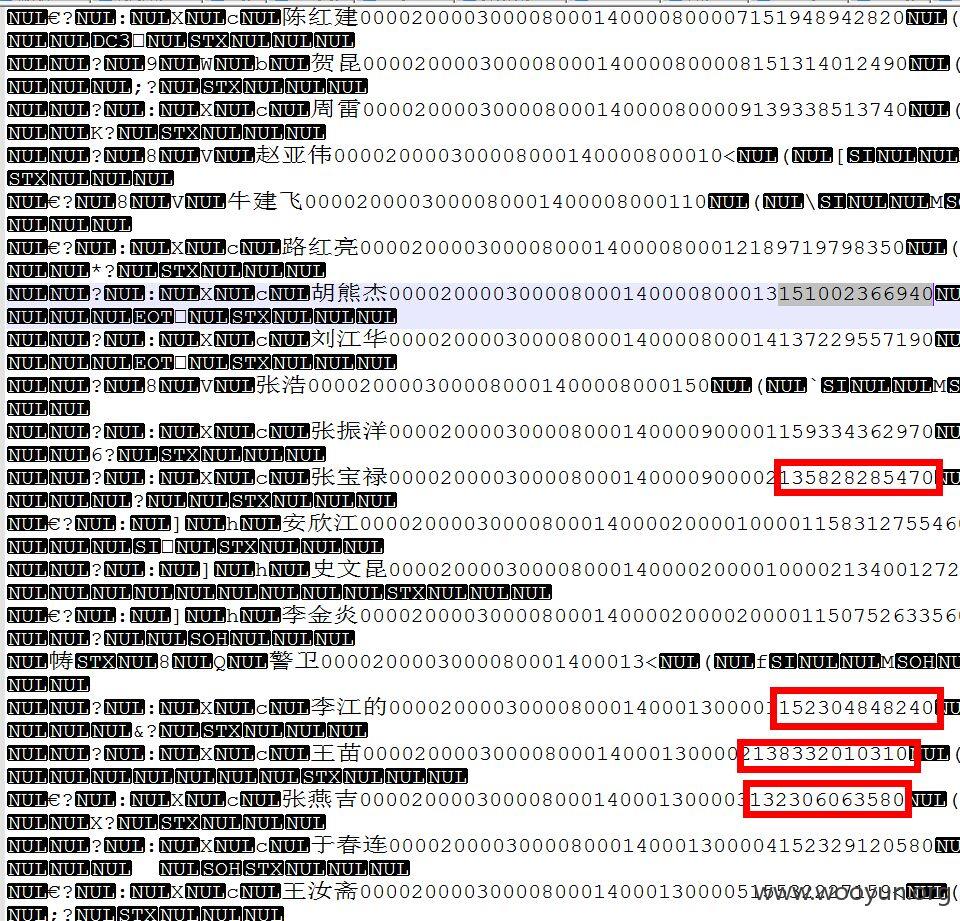 NUL€?NUL:NULXNULcNUL陈红建0000200003000080001400008000071519489428​20NUL(
NULNULDC3□NULSTXNULNULNUL
NULNUL?NUL9NULWNULbNUL贺昆000020000300008000140000800008151314012490NUL(
NULNULNUL;?NULSTXNULNULNUL
NULNUL?NUL:NULXNULcNUL周雷000020000300008000140000800009139338513740NUL(
NULNULK?NULSTXNULNULNUL
NULNUL?NUL8NULVNUL赵亚伟000020000300008000140000800010<NUL(NUL[SINULNUL
STXNULNULNUL
NUL€?NUL8NULVNUL牛建飞0000200003000080001400008000110NUL(NUL\SINULNULM
NULNULNUL
NUL€?NUL:NULXNULcNUL路红亮000020000300008000140000800012189719798350NUL(
NULNUL*?NULSTXNULNULNUL
NULNUL?NUL:NULXNULcNUL胡熊杰000020000300008000140000800013151002366940
NULNULNULEOT□NULSTXNULNULNUL
NULNUL?NUL:NULXNULcNUL刘江华000020000300008000140000800014137229557190
NULNULNULEOT□NULSTXNULNULNUL
NULNUL?NUL8NULVNUL张浩0000200003000080001400008000150NUL(NUL`SINULNULM
NULNUL
NULNUL?NUL:NULXNULcNUL张振洋000020000300008000140000900001159334362970
NULNUL6?NULSTXNULNULNUL
NULNUL?NUL:NULXNULcNUL张宝禄000020000300008000140000900002135828285470
NULNULNUL?NULNULSTXNULNULNUL
NUL€?NUL:NUL]NULhNUL安欣江00002000030000800014000020000100001158312755460
NULNULNULSI□NULSTXNULNULNUL
NULNUL?NUL:NUL]NULhNUL史文昆00002000030000800014000020000100002134001272
NULNULNULNULNULNULNULNULNULSTXNULNULNUL
NUL€?NUL:NUL]NULhNUL李金炎00002000030000800014000020000200001150752633560
NULNUL?NULNULSOHNULNULNUL
NUL帱STXNUL8NULQNUL警卫0000200003000080001400013<NUL(NULfSINULNULMSOH
NULNUL
NULNUL?NUL:NULXNULcNUL李江的000020000300008000140001300001152304848240
NULNULNUL&?NULSTXNULNULNUL
NULNUL?NUL:NULXNULcNUL王苗000020000300008000140001300002138332010310NUL(
NULNULNULNULNULNULNULSTXNULNULNUL
NUL€?NUL:NULXNULcNUL张燕吉000020000300008000140001300003132306063580NUL(
NULNULX?NULSTXNULNULNUL
NULNUL?NUL:NULXNULcNUL于春连000020000300008000140001300004152329120580
NULNULNUL NULSOHSTXNULNULNUL
NUL€?NUL:NULXNULcNUL王汝斋
NUL;?NULSTXNULNULNUL
www.wooyun.org